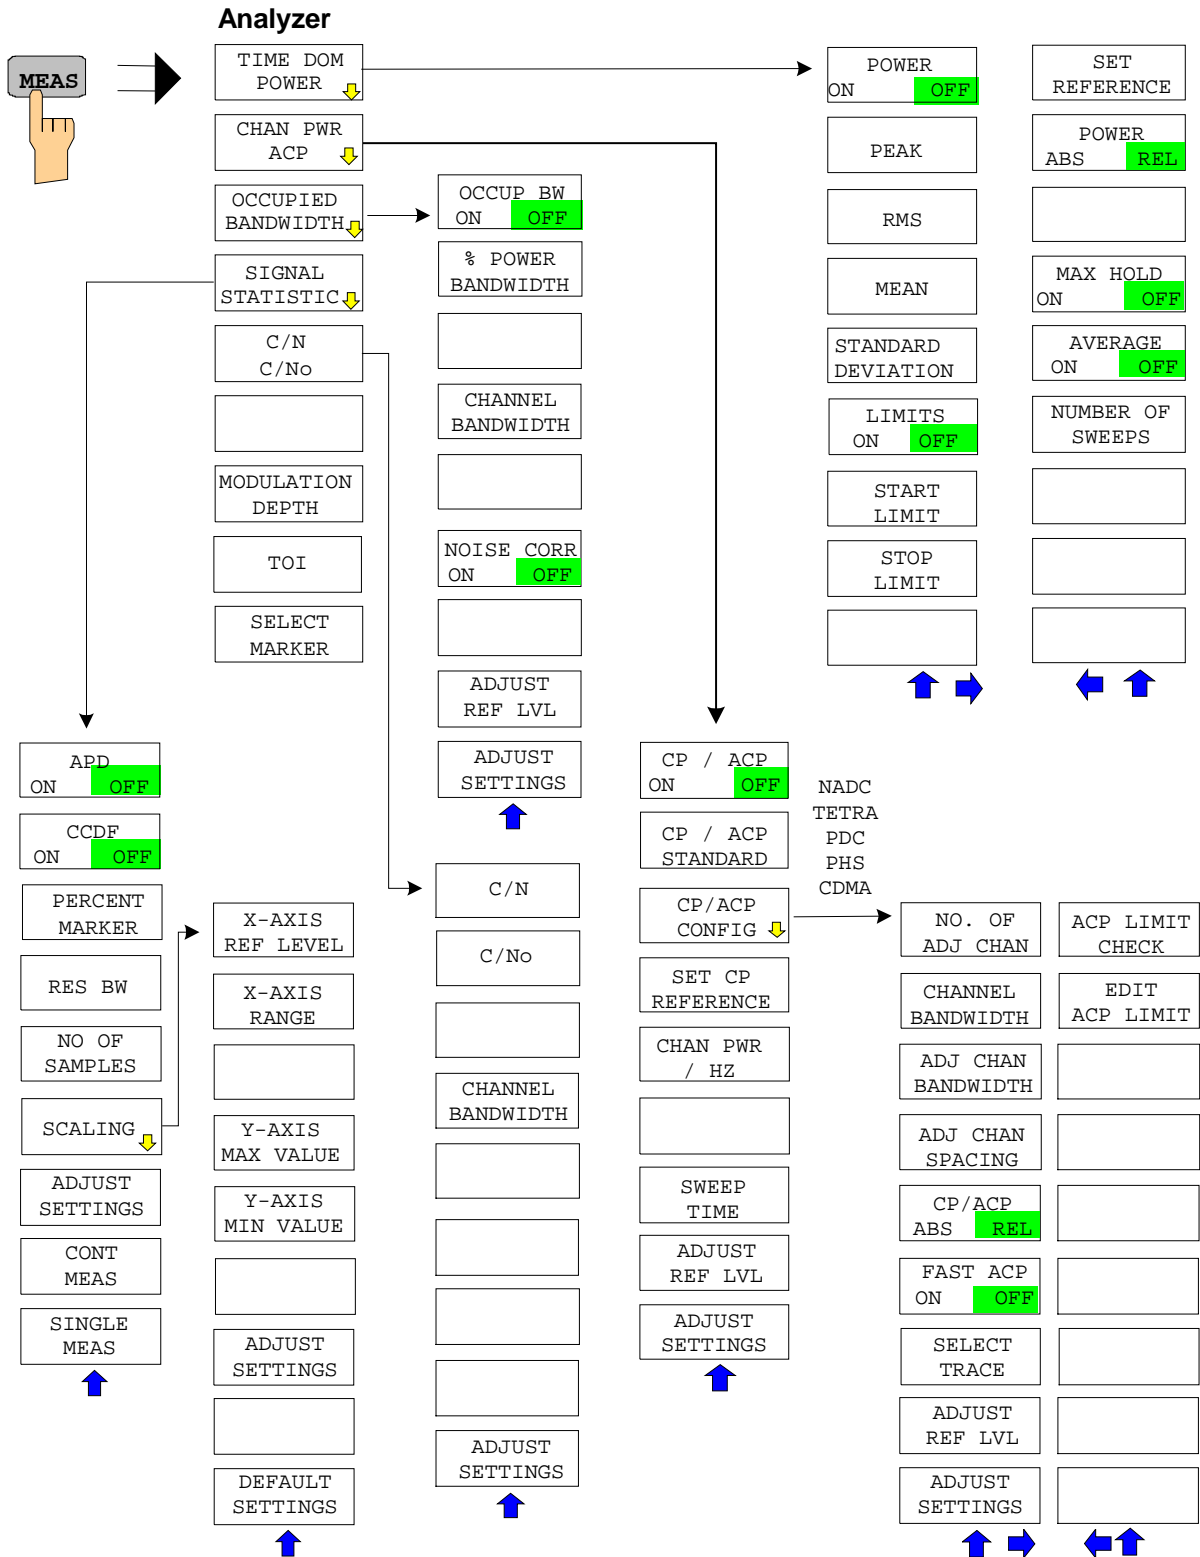 Analyzer
MEAS
TIME DOM
POWER
CHAN PWR
ACP
OCCUPIED
BANDWIDTH
SIGNAL
STATISTIC
C/N
C/No
MODULATION
DEPTH
TOI
SELECT
MARKER
OCCUP BW
ON OFF
% POWER
BANDWIDTH
CHANNEL
BANDWIDTH
NOISE CORR
ON OFF
ADJUST
REF LVL
ADJUST
SETTINGS
POWER
ON OFF
PEAK
RMS
MEAN
STANDARD
DEVIATION
LIMITS
ON OFF
START
LIMIT
STOP
LIMIT
SET
REFERENCE
POWER
ABS REL
MAX HOLD
ON OFF
AVERAGE
ON OFF
NUMBER OF
SWEEPS
APD
ON OFF
CCDF
ON OFF
PERCENT
MARKER
RES BW
NO OF
SAMPLES
SCALING
ADJUST
SETTINGS
CONT
MEAS
SINGLE
MEAS
X-AXIS
REF LEVEL
X-AXIS
RANGE
Y-AXIS
MAX VALUE
Y-AXIS
MIN VALUE
ADJUST
SETTINGS
DEFAULT
SETTINGS
C/N
C/No
CHANNEL
BANDWIDTH
ADJUST
SETTINGS
CP / ACP
ON OFF
CP / ACP
STANDARD
CP/ACP
CONFIG
SET CP
REFERENCE
CHAN PWR
/ HZ
SWEEP
TIME
ADJUST
REF LVL
ADJUST
SETTINGS
NADC
TETRA
PDC
PHS
CDMA
NO. OF
ADJ CHAN
CHANNEL
BANDWIDTH
ADJ CHAN
BANDWIDTH
ADJ CHAN
SPACING
CP/ACP
ABS REL
FAST ACP
ON OFF
SELECT
TRACE
ADJUST
REF LVL
ADJUST
SETTINGS
ACP LIMIT
CHECK
EDIT
ACP LIMIT